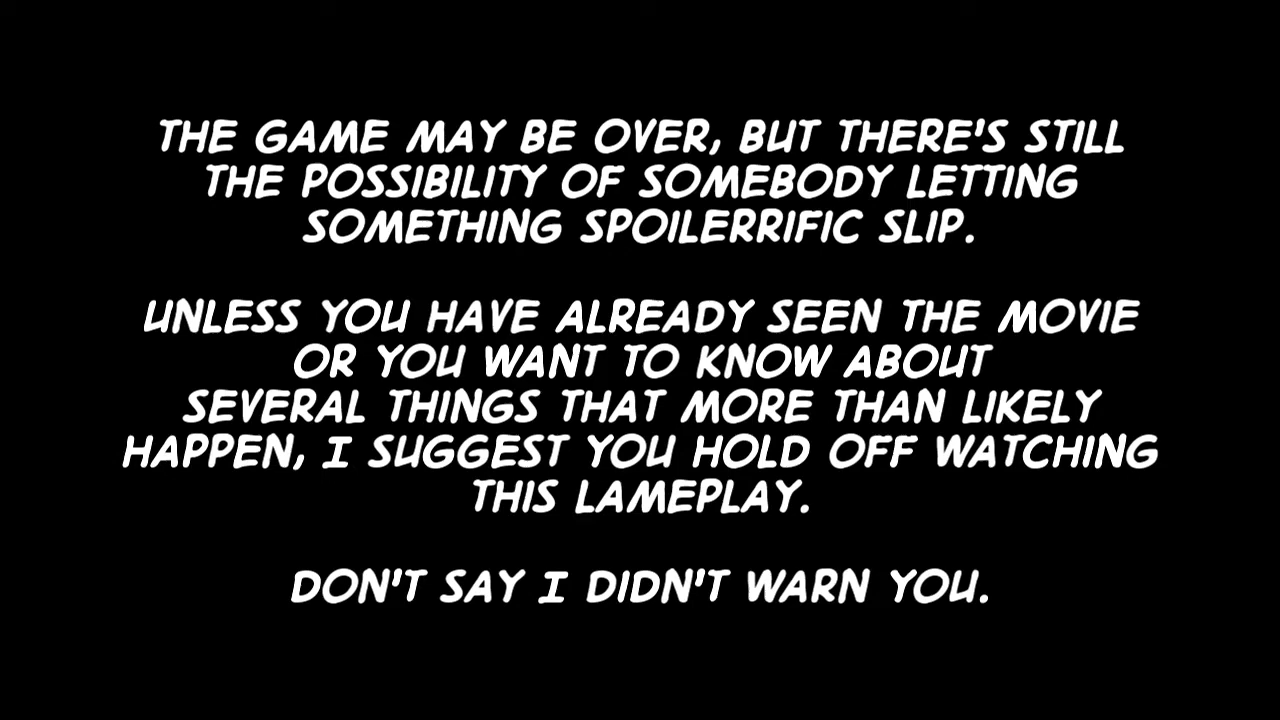 THE GAME MAY BE OVER, BUT THERE'S STILL
THE POSSIBILITY OF SOMEBODY LETTING
SOMETHING SPOILERRIFIC SLIP.
UNLESS YOU HAVE ALREADY SEEN THE MOVIE
OR YOU WANT TO KNOW ABOUT
SEVERAL THINGS THAT MORE THAN LIKELY
HAPPEN, I SUGGEST YOU HOLD OFF WATCHING
THIS LAMEPLAY.
DON'T SAY I DIDN'T WARN YOU.